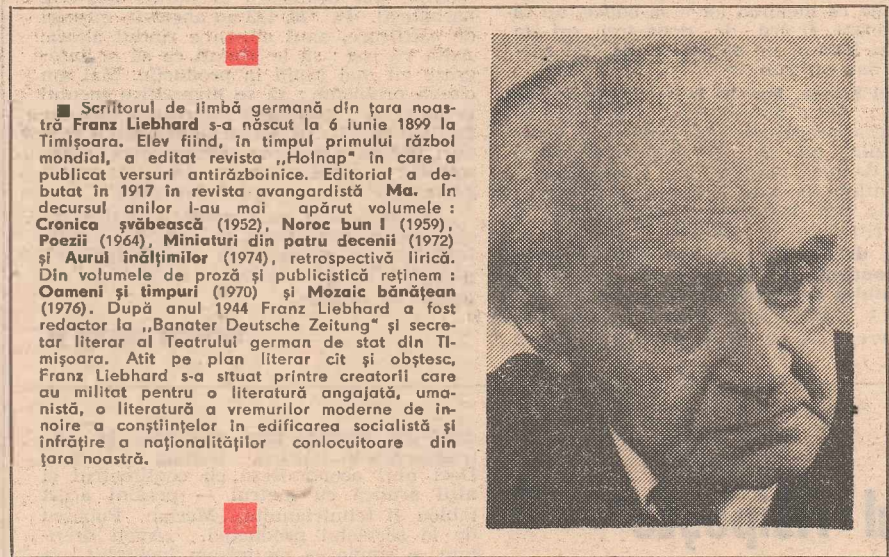 ■ Scriitorul de limbă germană din țara noas-
tră Franz Liebhard s-a născut la 6 iunie 1899 la
Timișoara. Elev fiind, în timpul primului război
mondial, a editat revista „Holnap" în care a
publicat versuri antirăzboinice. Editorial a de-
butat în 1917 în revista avangardistă Ma. In
decursul anilor i-au mai apărut volumele :
Cronica șvăbească (1952), Noroc bun ! (1959),
Poezii (1964), Miniaturi din patru decenii (1972)
și Aurul înălțimilor (1974), retrospectivă lirică.
Din volumele de proză și publicistică reținem :
Oameni și timpuri (1970) și Mozaic bănățean
(1976). După anul 1944 Franz Liebhard a fost
redactor la „Banater Deutsche Zeitung" și secre-
tar literar al Teatrului german de stat din Ti-
mișoara. Atît pe plan literar cît și obștesc,
Franz Liebhard s-a situat printre creatorii care
au militat pentru o literatură angajată, uma-
nistă, o literatură a vremurilor moderne de în-
noire a conștiințelor în edificarea socialistă și
înfrățire a naționalităților conlocuitoare din
țara noastră.